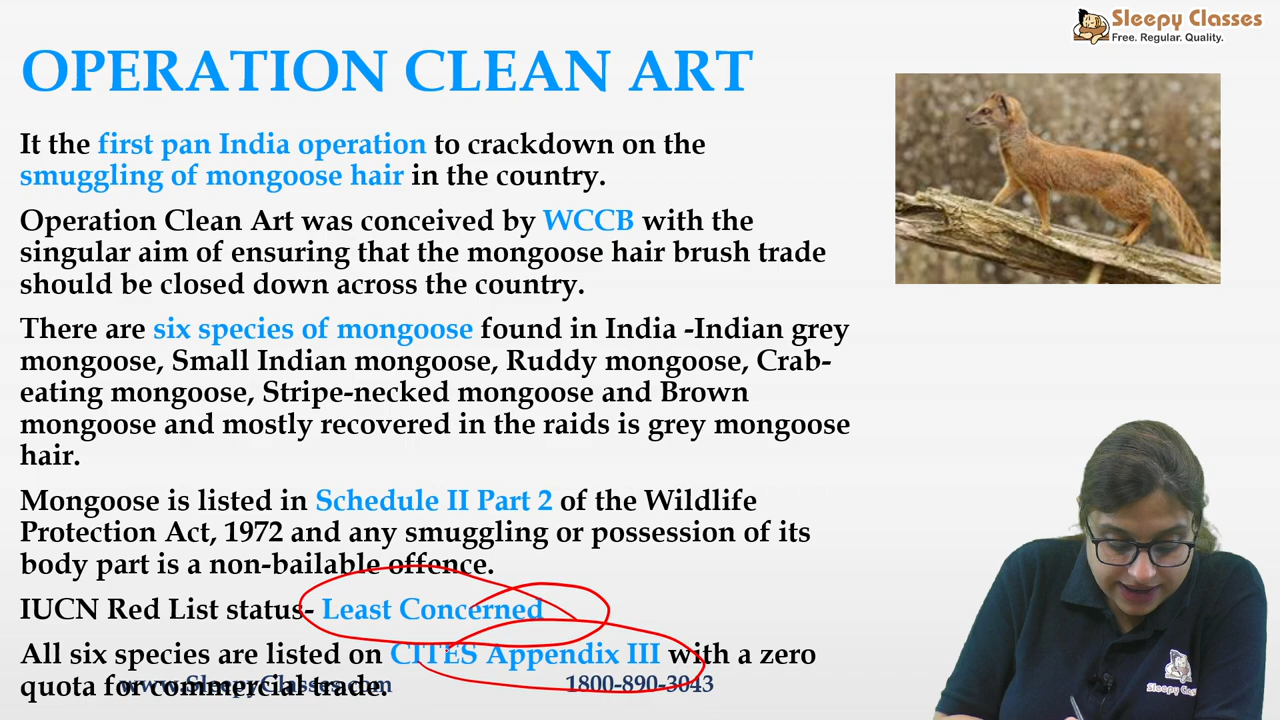 Sleepy Classes
Free. Regular. Quality.
OPERATION CLEAN ART
It the first pan India operation to crackdown on the
smuggling of mongoose hair in the country.
Operation Clean Art was conceived by WCCB with the
singular aim of ensuring that the mongoose hair brush trade
should be closed down across the country.
There are six species of mongoose found in India -Indian grey
mongoose, Small Indian mongoose, Ruddy mongoose, Crab-
eating mongoose, Stripe-necked mongoose and Brown
mongoose and mostly recovered in the raids is grey mongoose
hair.
Mongoose is listed in Schedule II Part 2 of the Wildlife
Protection Act, 1972 and any smuggling or possession of its
body part is a non-bailable offence.
IUCN Red List status- Least Concerned
All six species are listed on CITES Appendix III with a zero
quota for commercial trade.
www.SleepyClasses.com
1800-890-3043
Sleepy